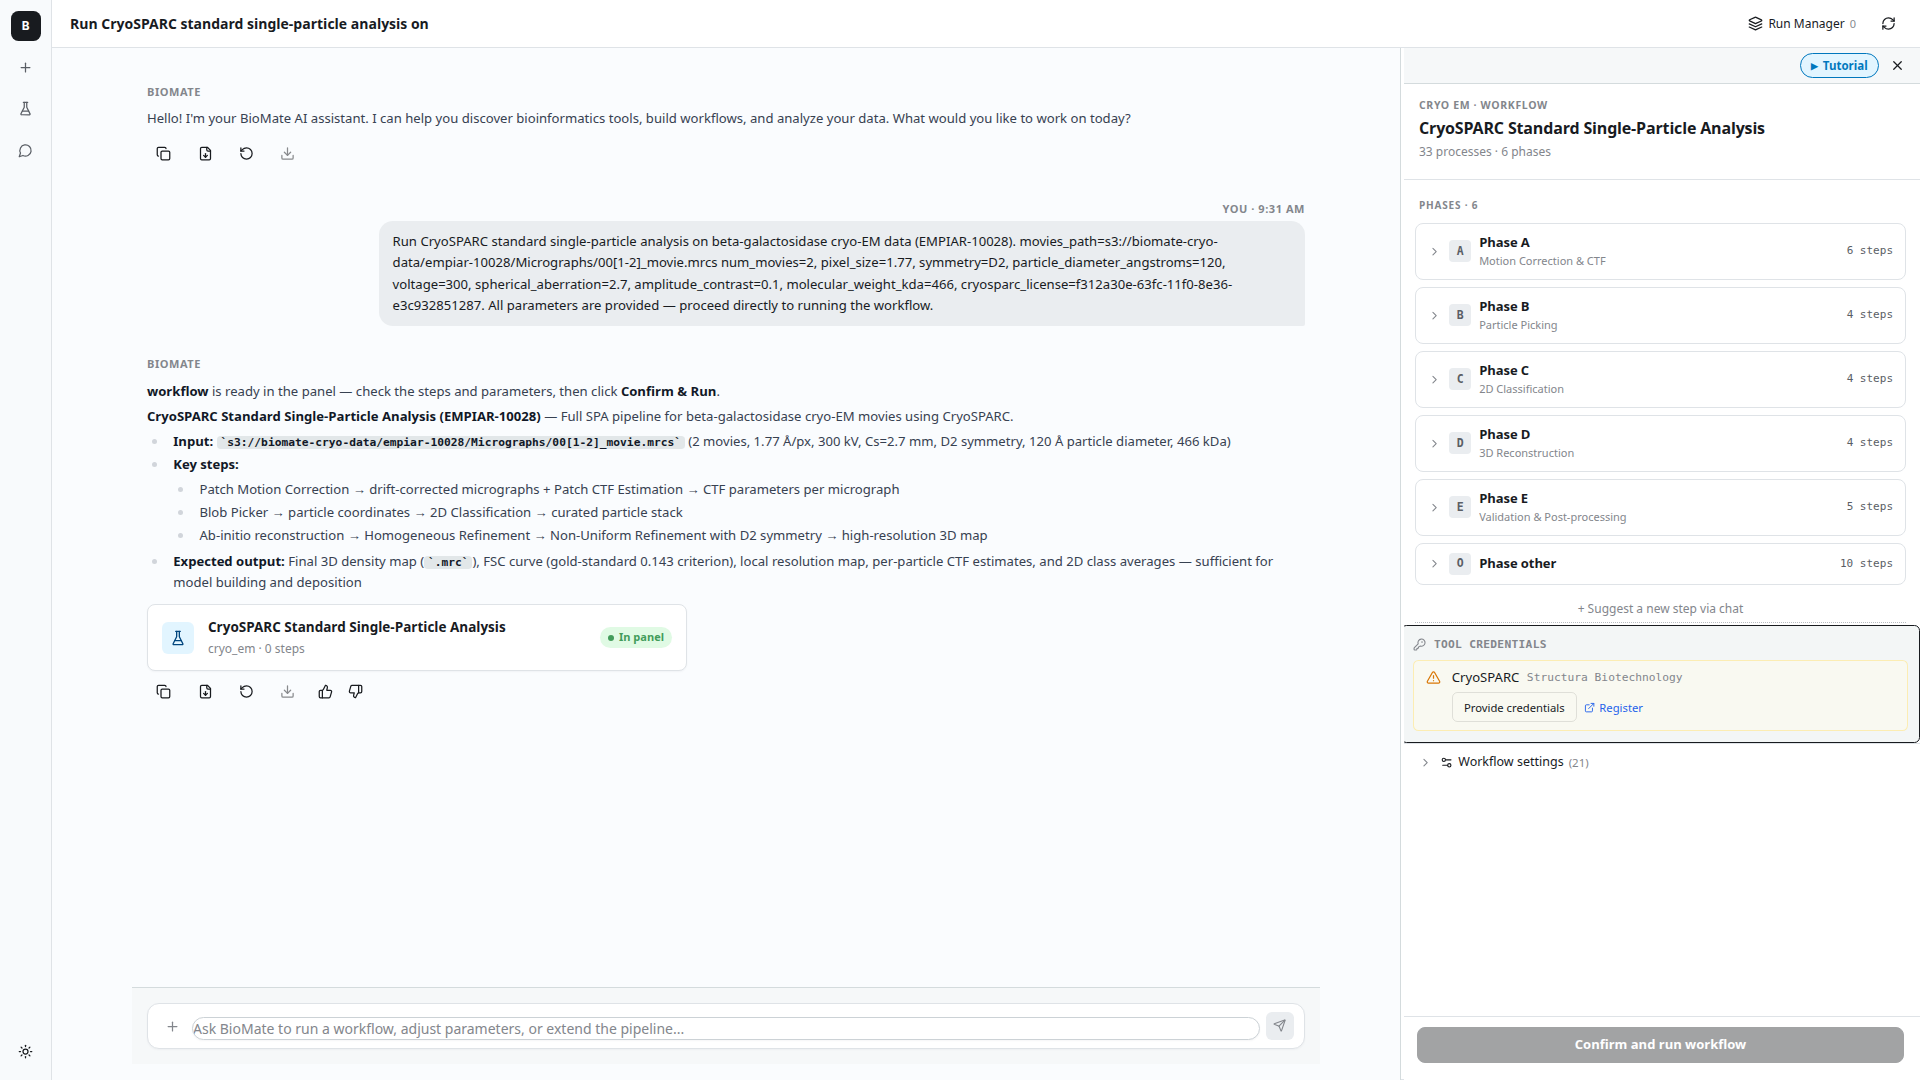 B
Run CryoSPARC standard single-particle analysis on
Run Manager 0
BIOMATE
Hello! I'm your BioMate AI assistant. I can help you discover bioinformatics tools, build workflows, and analyze your data. What would you like to work on today?
YOU · 9:31 AM
Run CryoSPARC standard single-particle analysis on beta-galactosidase cryo-EM data (EMPIAR-10028). movies_path=s3://biomate-cryo-
data/empiar-10028/Micrographs/00[1-2]_movie.mrcs num_movies=2, pixel_size=1.77, symmetry=D2, particle_diameter_angstroms=120,
voltage=300, spherical_aberration=2.7, amplitude_contrast=0.1, molecular_weight_kda=466, cryosparc_license=f312a30e-63fc-11f0-8e36-
e3c932851287. All parameters are provided — proceed directly to running the workflow.
BIOMATE
workflow is ready in the panel — check the steps and parameters, then click Confirm & Run.
CryoSPARC Standard Single-Particle Analysis (EMPIAR-10028) — Full SPA pipeline for beta-galactosidase cryo-EM movies using CryoSPARC.
Input: `s3://biomate-cryo-data/empiar-10028/Micrographs/00[1-2]_movie.mrcs` (2 movies, 1.77 Å/px, 300 kV, Cs=2.7 mm, D2 symmetry, 120 Å particle diameter, 466 kDa)
Key steps:
Patch Motion Correction → drift-corrected micrographs + Patch CTF Estimation → CTF parameters per micrograph
Blob Picker → particle coordinates → 2D Classification → curated particle stack
Ab-initio reconstruction → Homogeneous Refinement → Non-Uniform Refinement with D2 symmetry → high-resolution 3D map
Expected output: Final 3D density map (`.mrc`), FSC curve (gold-standard 0.143 criterion), local resolution map, per-particle CTF estimates, and 2D class averages — sufficient for
model building and deposition
CryoSPARC Standard Single-Particle Analysis
cryo_em · 0 steps
In panel
Ask BioMate to run a workflow, adjust parameters, or extend the pipeline...
Tutorial
CRYO EM · WORKFLOW
CryoSPARC Standard Single-Particle Analysis
33 processes · 6 phases
PHASES · 6
A Phase A 6 steps
Motion Correction & CTF
B Phase B 4 steps
Particle Picking
C Phase C 4 steps
2D Classification
D Phase D 4 steps
3D Reconstruction
E Phase E 5 steps
Validation & Post-processing
O Phase other 10 steps
+ Suggest a new step via chat
TOOL CREDENTIALS
CryoSPARC Structura Biotechnology
Provide credentials Register
Workflow settings (21)
Confirm and run workflow